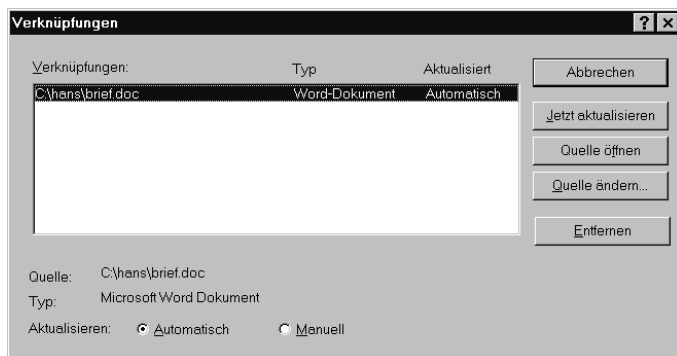 Verknüpfungen
Verknüpfungen: Typ Aktualisiert
C:\hans\brief.doc Word-Dokument Automatisch
Abbrechen
Jetzt aktualisieren
Quelle öffnen
Quelle ändern...
Entfernen
Quelle: C:\hans\brief.doc
Typ: Microsoft Word Dokument
Aktualisieren: Automatisch Manuell